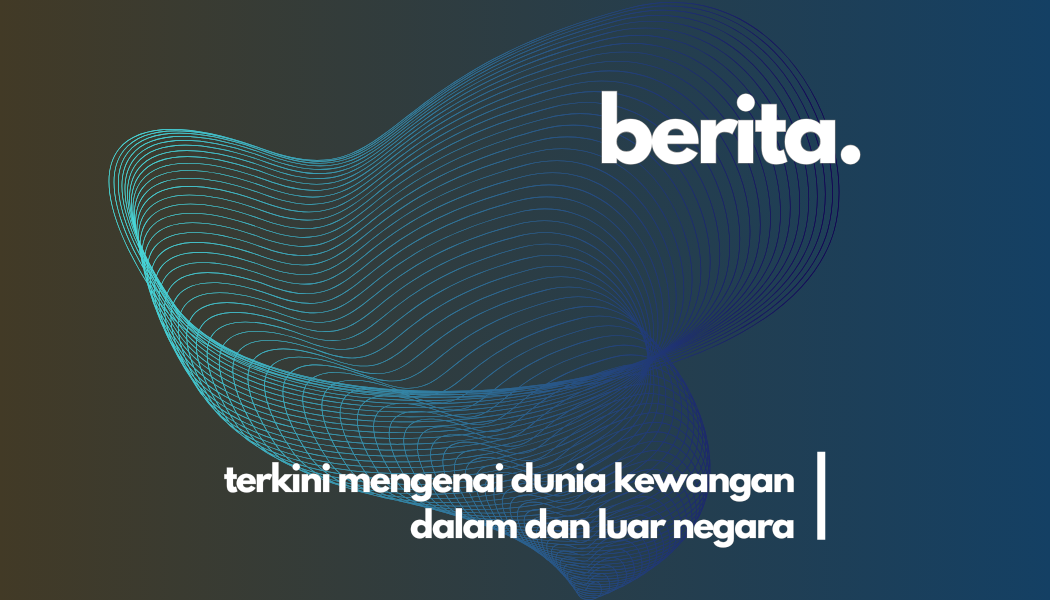 berita.
terkini mengenai dunia kewangan
dalam dan luar negara